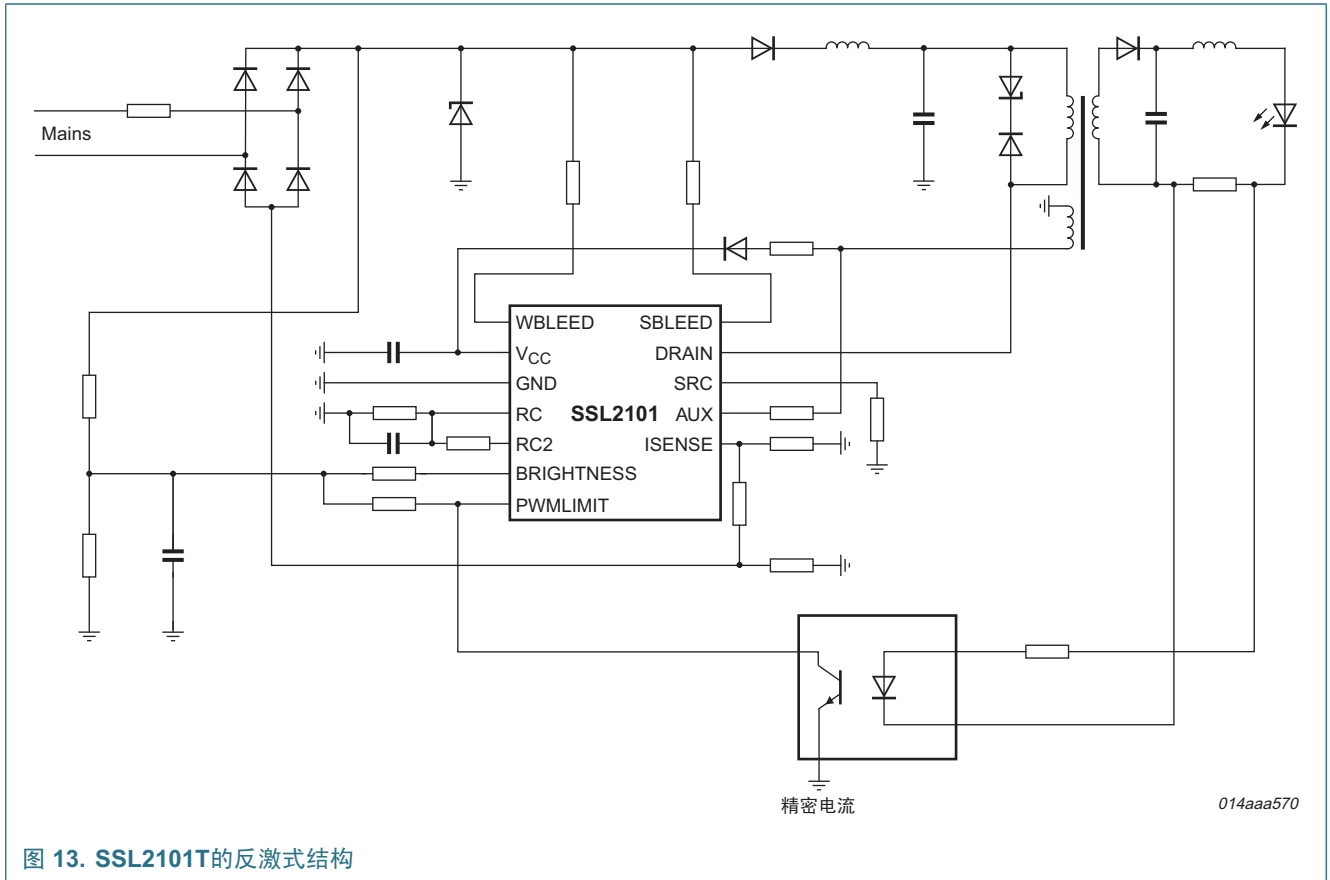 Mains
WBLEED
SBLEED
VCC
DRAIN
GND
SRC
RC
SSL2101
AUX
RC2
ISENSE
BRIGHTNESS
PWMLIMIT
精密电流
014aaa570
图 13. SSL2101T的反激式结构